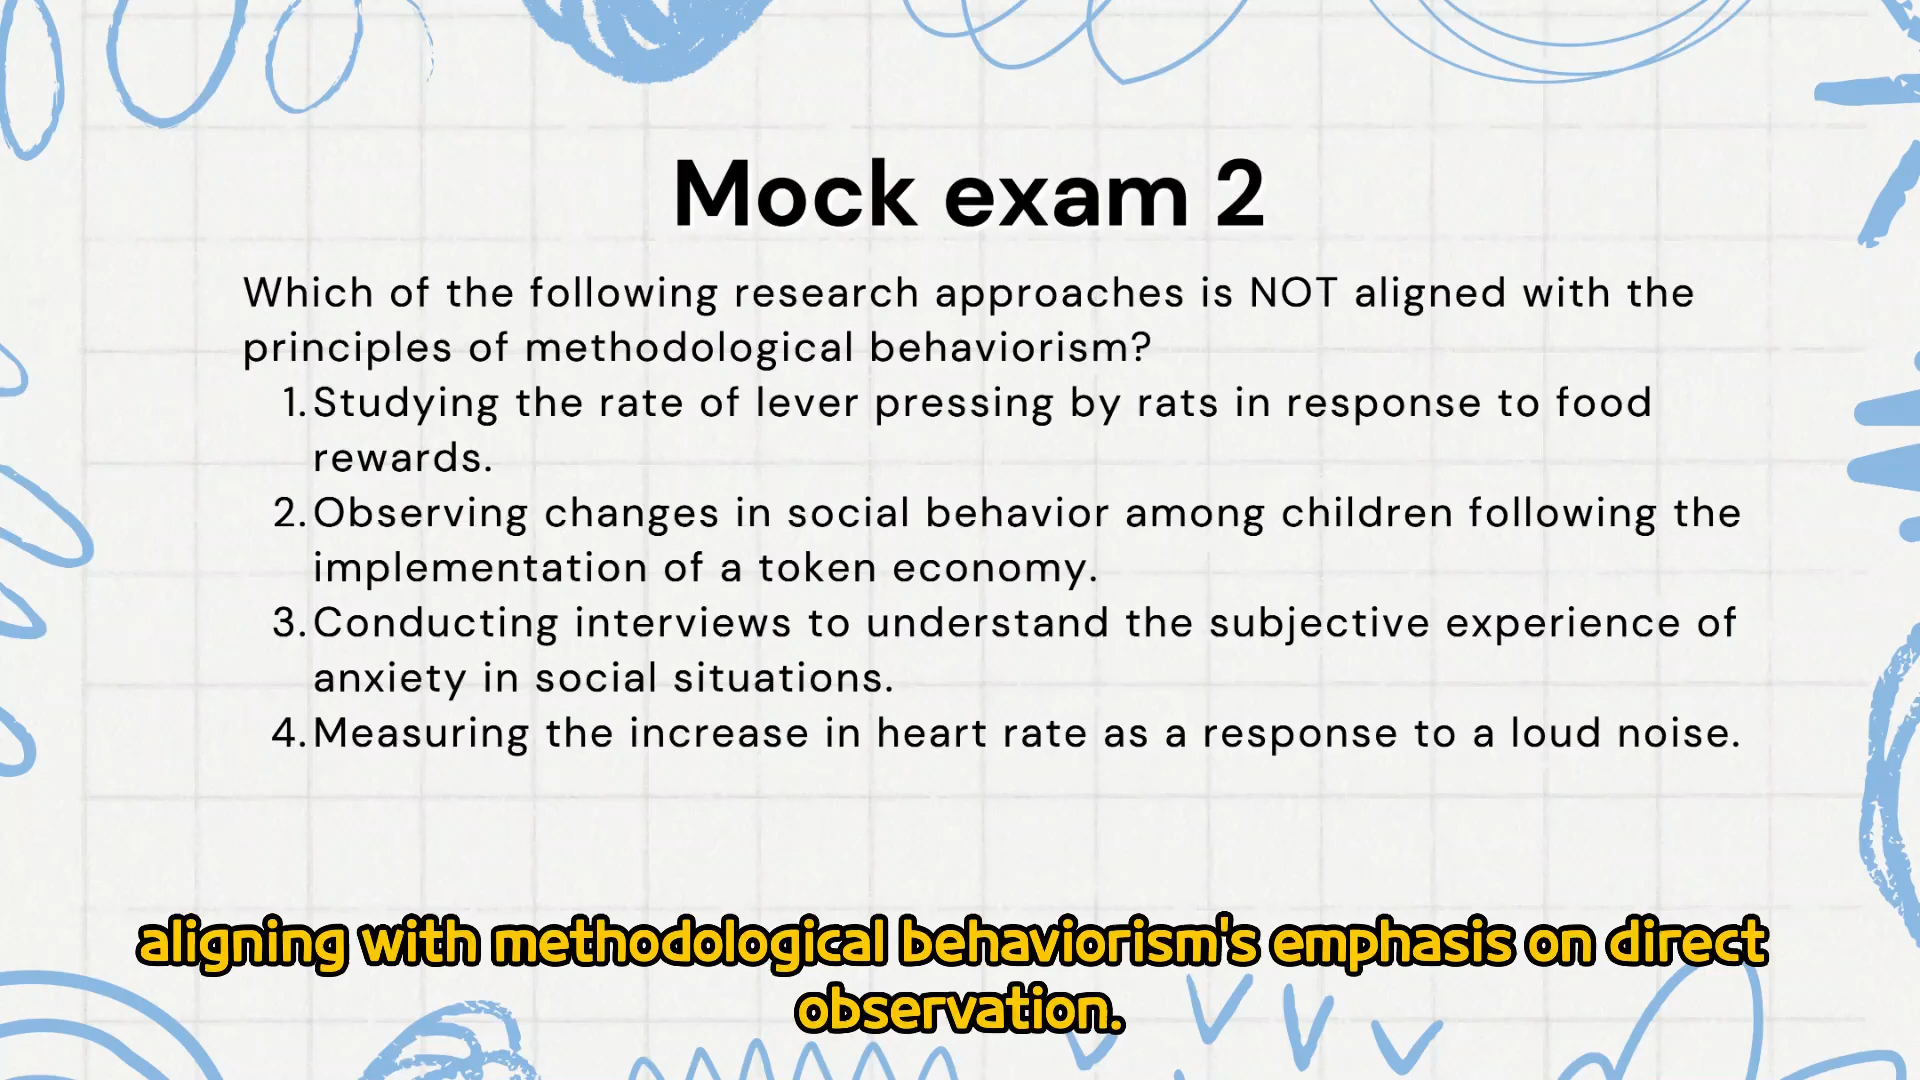 Mock exam 2
Which of the following research approaches is NOT aligned with the
principles of methodological behaviorism?
1. Studying the rate of lever pressing by rats in response to food
rewards.
2. Observing changes in social behavior among children following the
implementation of a token economy.
3. Conducting interviews to understand the subjective experience of
anxiety in social situations.
4. Measuring the increase in heart rate as a response to a loud noise.
aligning with methodological behaviorism's emphasis on direct
observation.